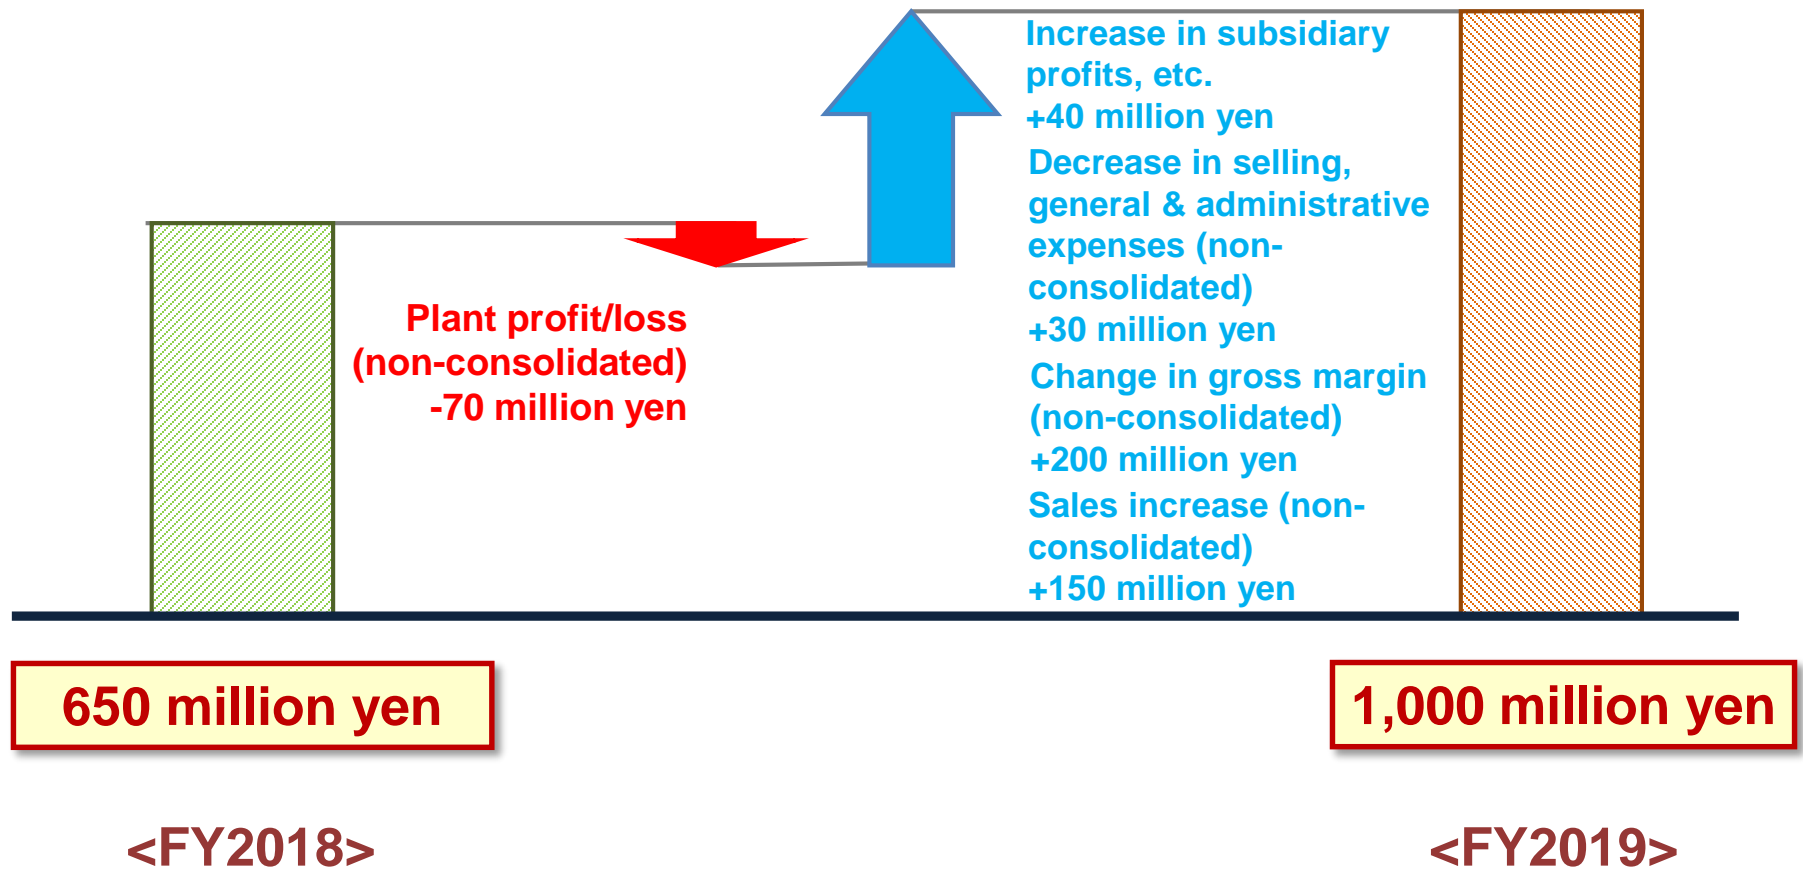 Increase in subsidiary
profits, etc.
+40 million yen
Decrease in selling,
general & administrative
expenses (non-
consolidated)
+30 million yen
Change in gross margin
(non-consolidated)
+200 million yen
Sales increase (non-
consolidated)
+150 million yen
Plant profit/loss
(non-consolidated)
-70 million yen
650 million yen
1,000 million yen
<FY2018>
<FY2019>